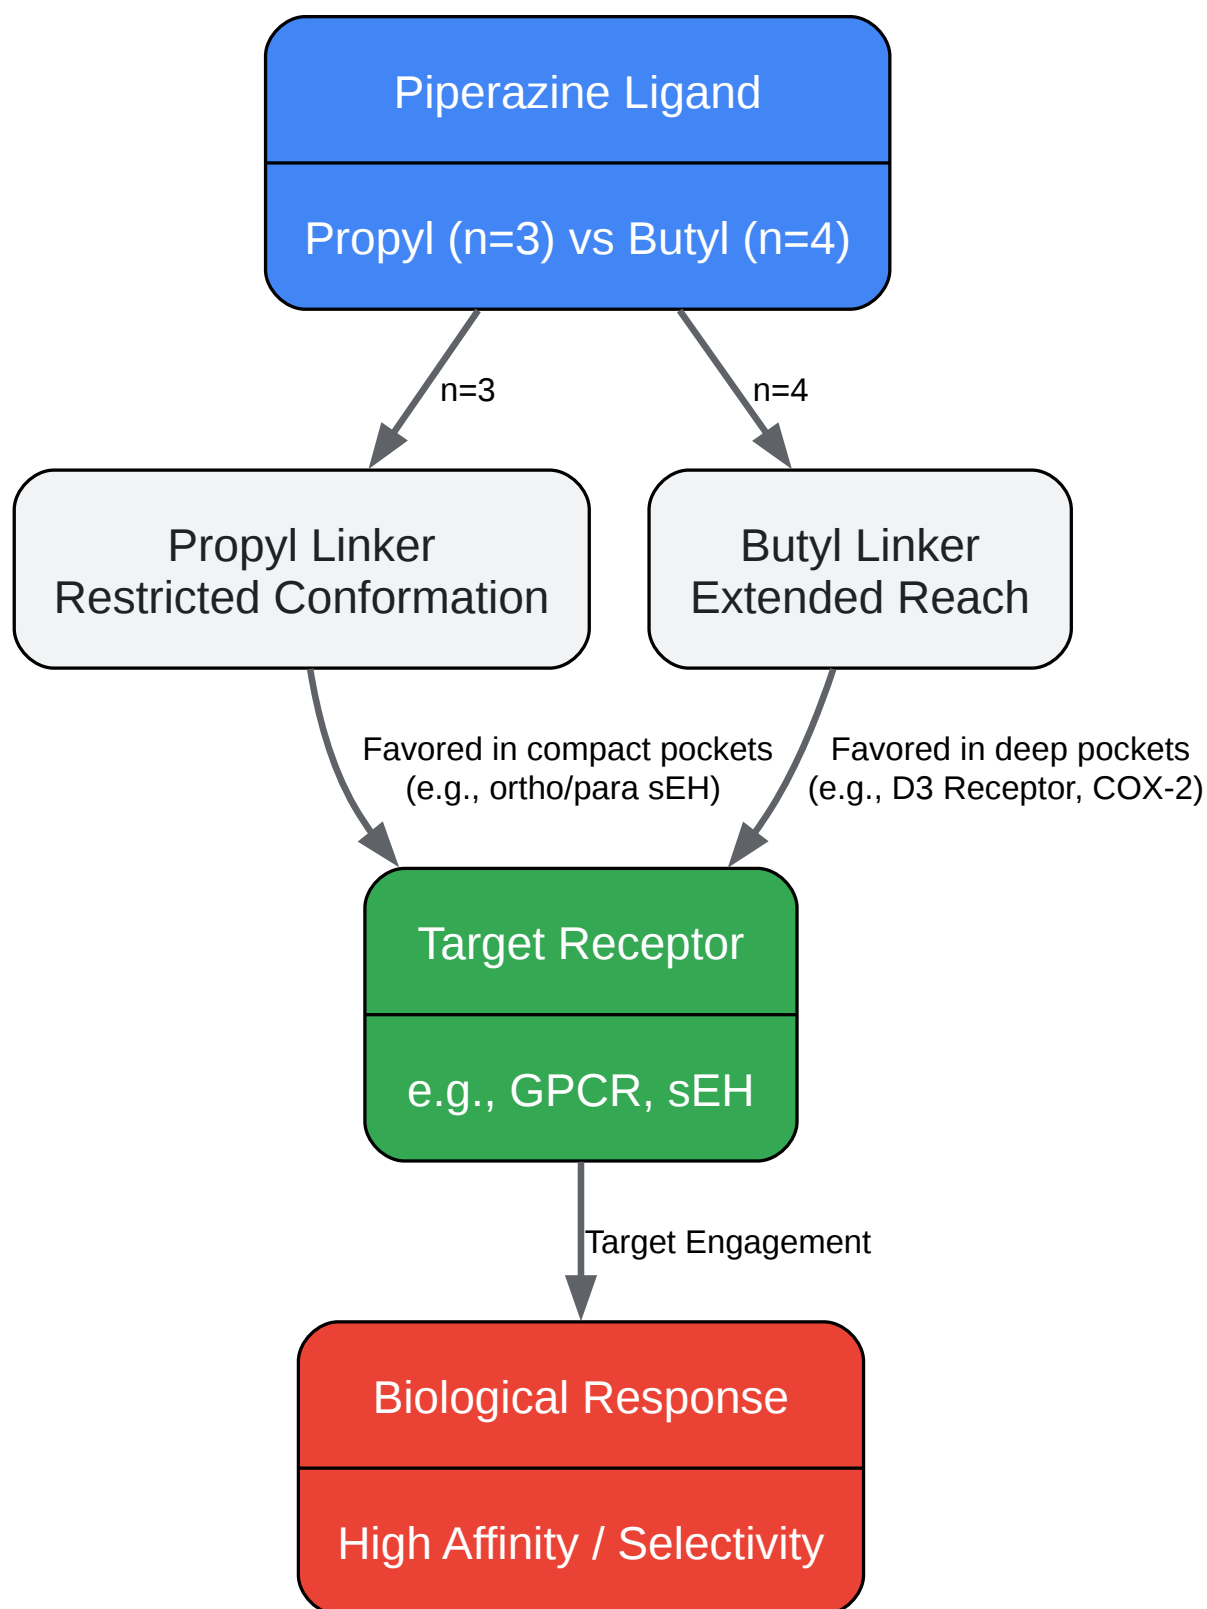 Piperazine Ligand
Propyl (n=3) vs Butyl (n=4)
n=3
n=4
Propyl Linker
Restricted Conformation
Butyl Linker
Extended Reach
Favored in compact pockets
(e.g., ortho/para sEH)
Favored in deep pockets
(e.g., D3 Receptor, COX-2)
Target Receptor
e.g., GPCR, sEH
Target Engagement
Biological Response
High Affinity / Selectivity